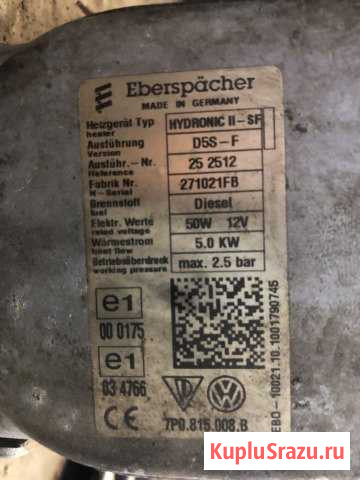 Eberspächer
MADE IN GERMANY
Heizgerät Typ HYDRONIC II-SF
heater
Ausführung D5S-F
Version
Ausführ.-Nr. 25 2512
Reference
Fabrik Nr. 271021FB
N-Serial
Brennstoff Diesel
fuel
Elektr. Werte 50W 12V
rated voltage
Wärmestrom 5.0 KW
heat flow
Betriebsüberdruck max. 2.5 bar
working pressure
e1
00 0175
e1
03 4766
CE
7P0.815.008.B
EBO-10021.10.1001790745
KupluSrazu.ru